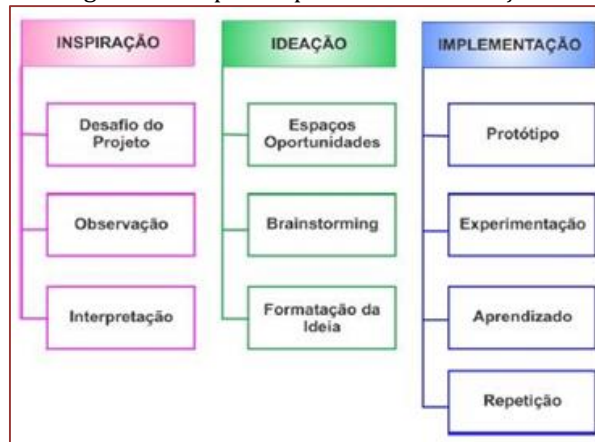 INSPIRAÇÃO
Desafio do
Projeto
Observação
Interpretação
IDEAÇÃO
Espaços
Oportunidades
Brainstorming
Formatação da
Ideia
IMPLEMENTAÇÃO
Protótipo
Experimentação
Aprendizado
Repetição